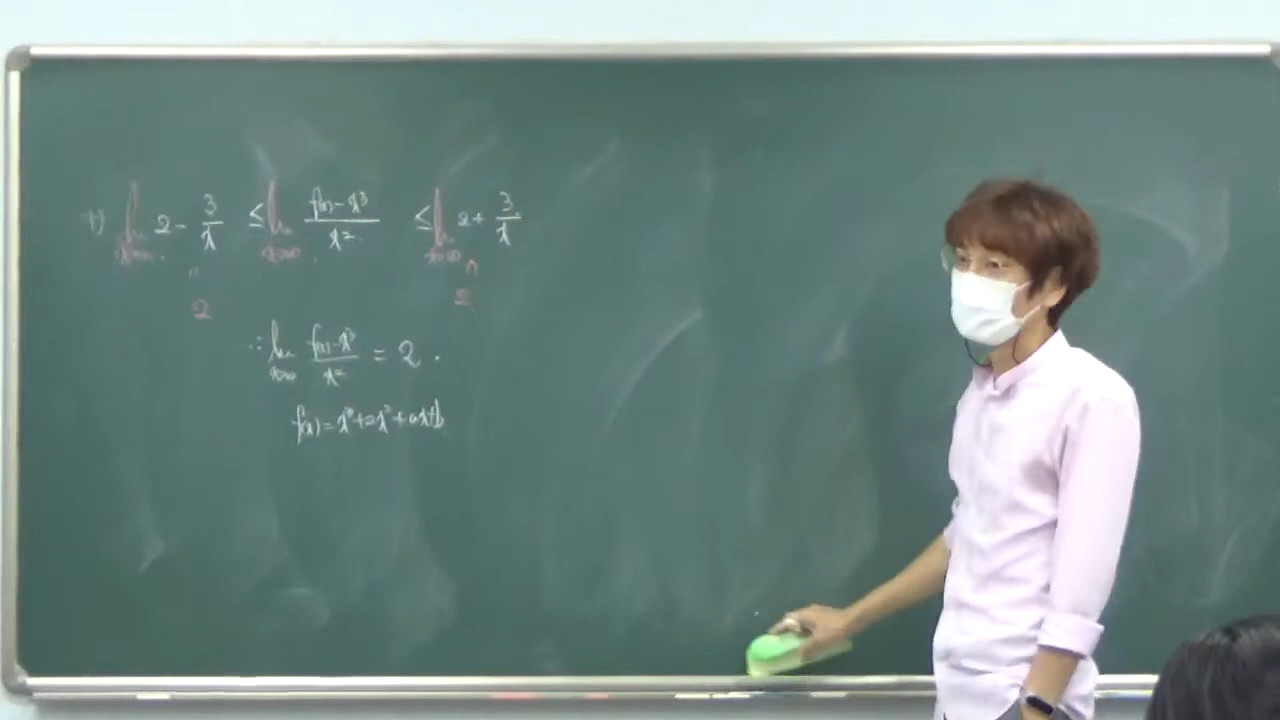 1) lim x→∞ 2 - 3/x ≤ lim x→∞ (f(x) - x³)/x² ≤ lim x→∞ 2 + 3/x
2 2
∴ lim x→∞ (f(x) - x³)/x² = 2.
f(x) = x³ + 2x² + ax + b